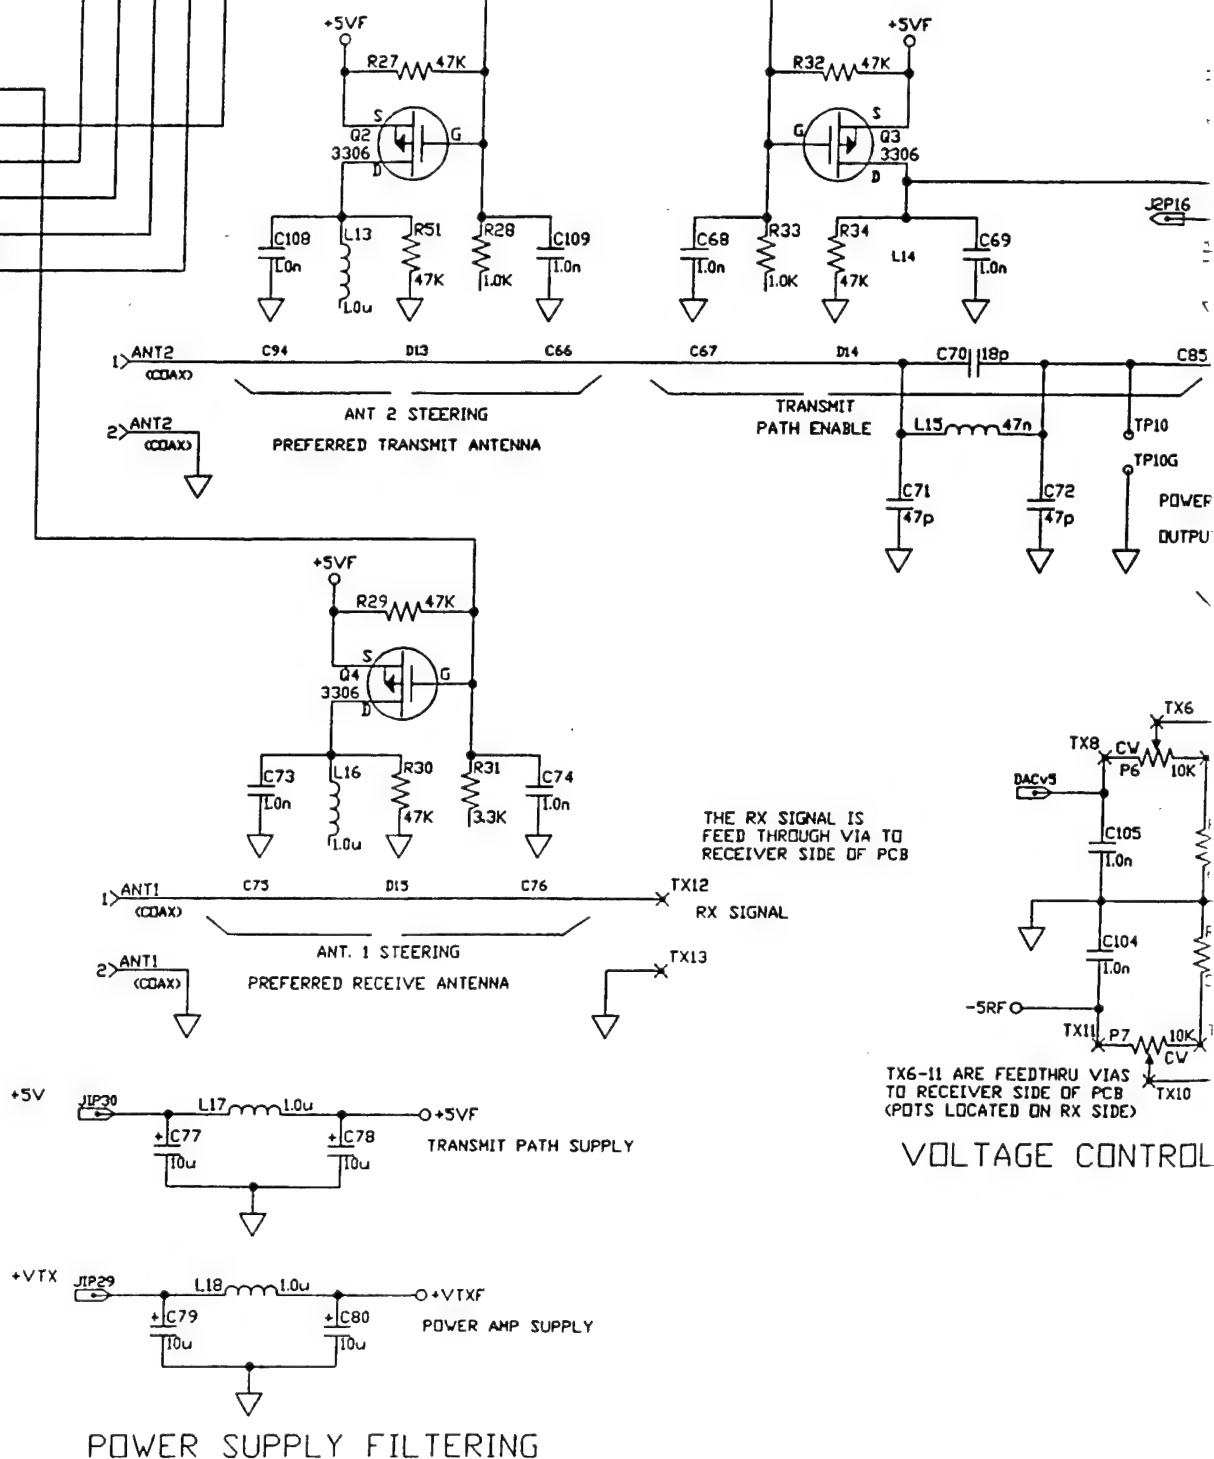 +5VF
R27 47K
S
Q2
3306
D
G
C108
1.0n
L13
1.0u
R51
47K
R28
1.0K
C109
1.0n
+5VF
R32 47K
S
G
Q3
3306
D
J2P16
C68
1.0n
R33
1.0K
R34
47K
L14
C69
1.0n
1 ANT2
(COAX)
C94 D13 C66 C67 D14 C70 18p C85
ANT 2 STEERING
PREFERRED TRANSMIT ANTENNA
TRANSMIT
PATH ENABLE
L15 47n
TP10
TP10G
2 ANT2
(COAX)
C71
47p
C72
47p
POWER
OUTPU
+5VF
R29 47K
S
Q4
3306
D
G
C73
1.0n
L16
1.0u
R30
47K
R31
3.3K
C74
1.0n
THE RX SIGNAL IS
FEED THROUGH VIA TO
RECEIVER SIDE OF PCB
1 ANT1
(COAX)
C75 D15 C76
TX12
RX SIGNAL
ANT. 1 STEERING
PREFERRED RECEIVE ANTENNA
2 ANT1
(COAX)
TX13
TX6
TX8 CW
P6 10K
DACv5
C105
1.0n
C104
1.0n
-5RF
TX11 P7 10K
CW
TX10
TX6-11 ARE FEEDTHRU VIAS
TO RECEIVER SIDE OF PCB
(POTS LOCATED ON RX SIDE)
VOLTAGE CONTROL
+5V
J1P30
L17 1.0u
+5VF
C77
10u
C78
10u
TRANSMIT PATH SUPPLY
+VTX
J1P29
L18 1.0u
+VTXF
C79
10u
C80
10u
POWER AMP SUPPLY
POWER SUPPLY FILTERING